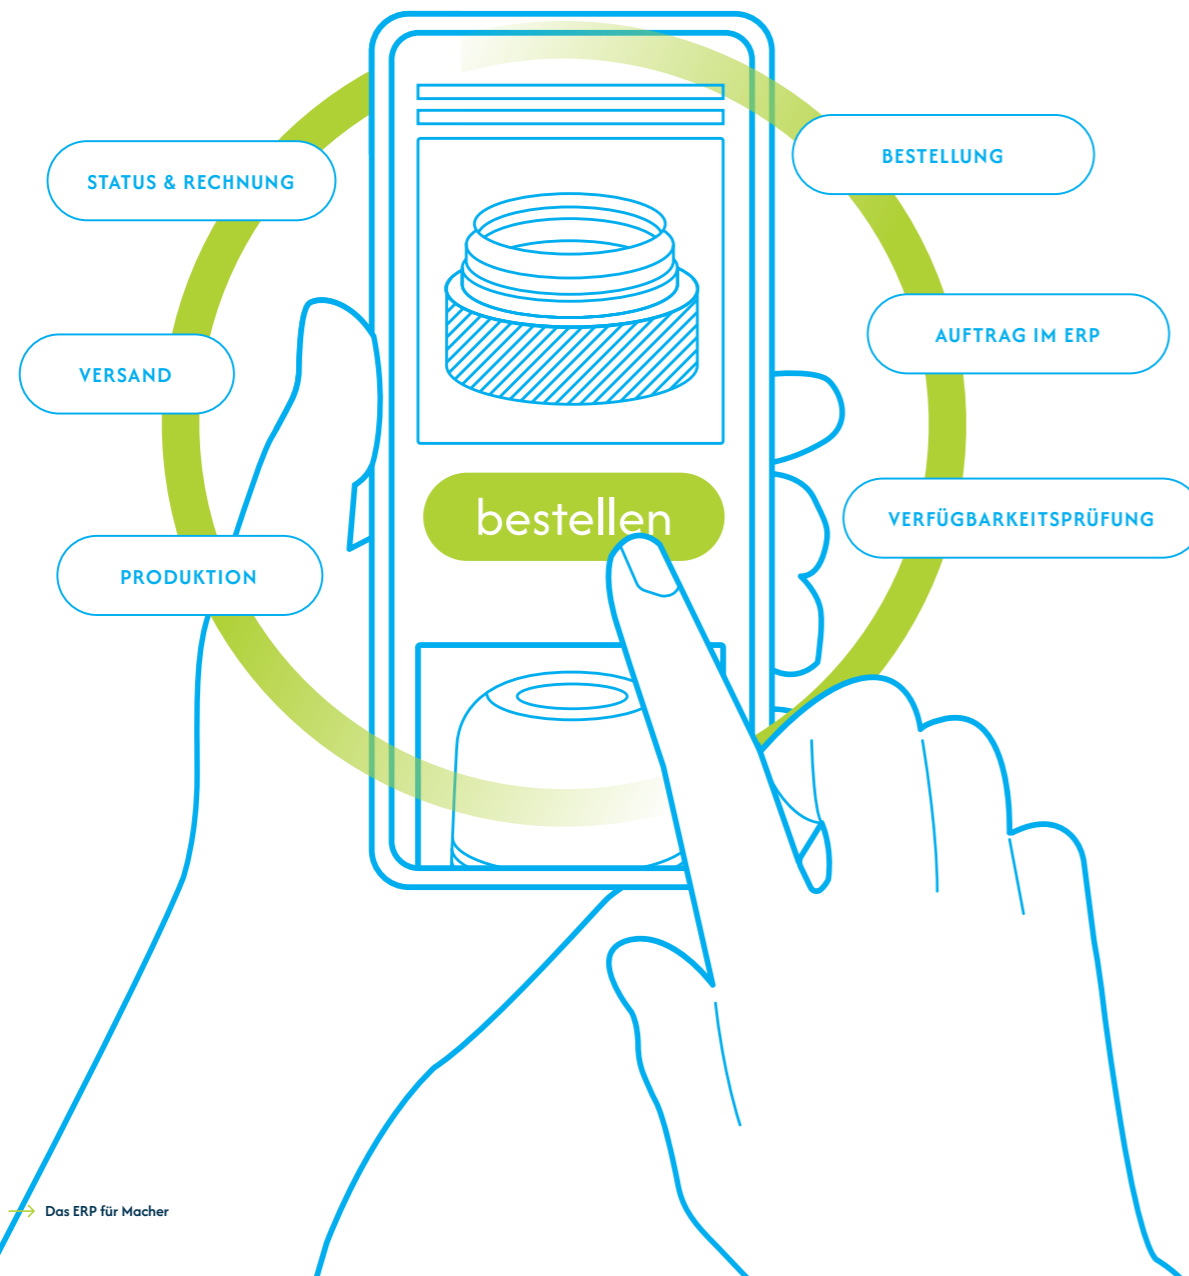 BESTELLUNG
STATUS & RECHNUNG
AUFTRAG IM ERP
VERSAND
bestellen
VERFÜGBARKEITSPRÜFUNG
PRODUKTION
Das ERP für Macher